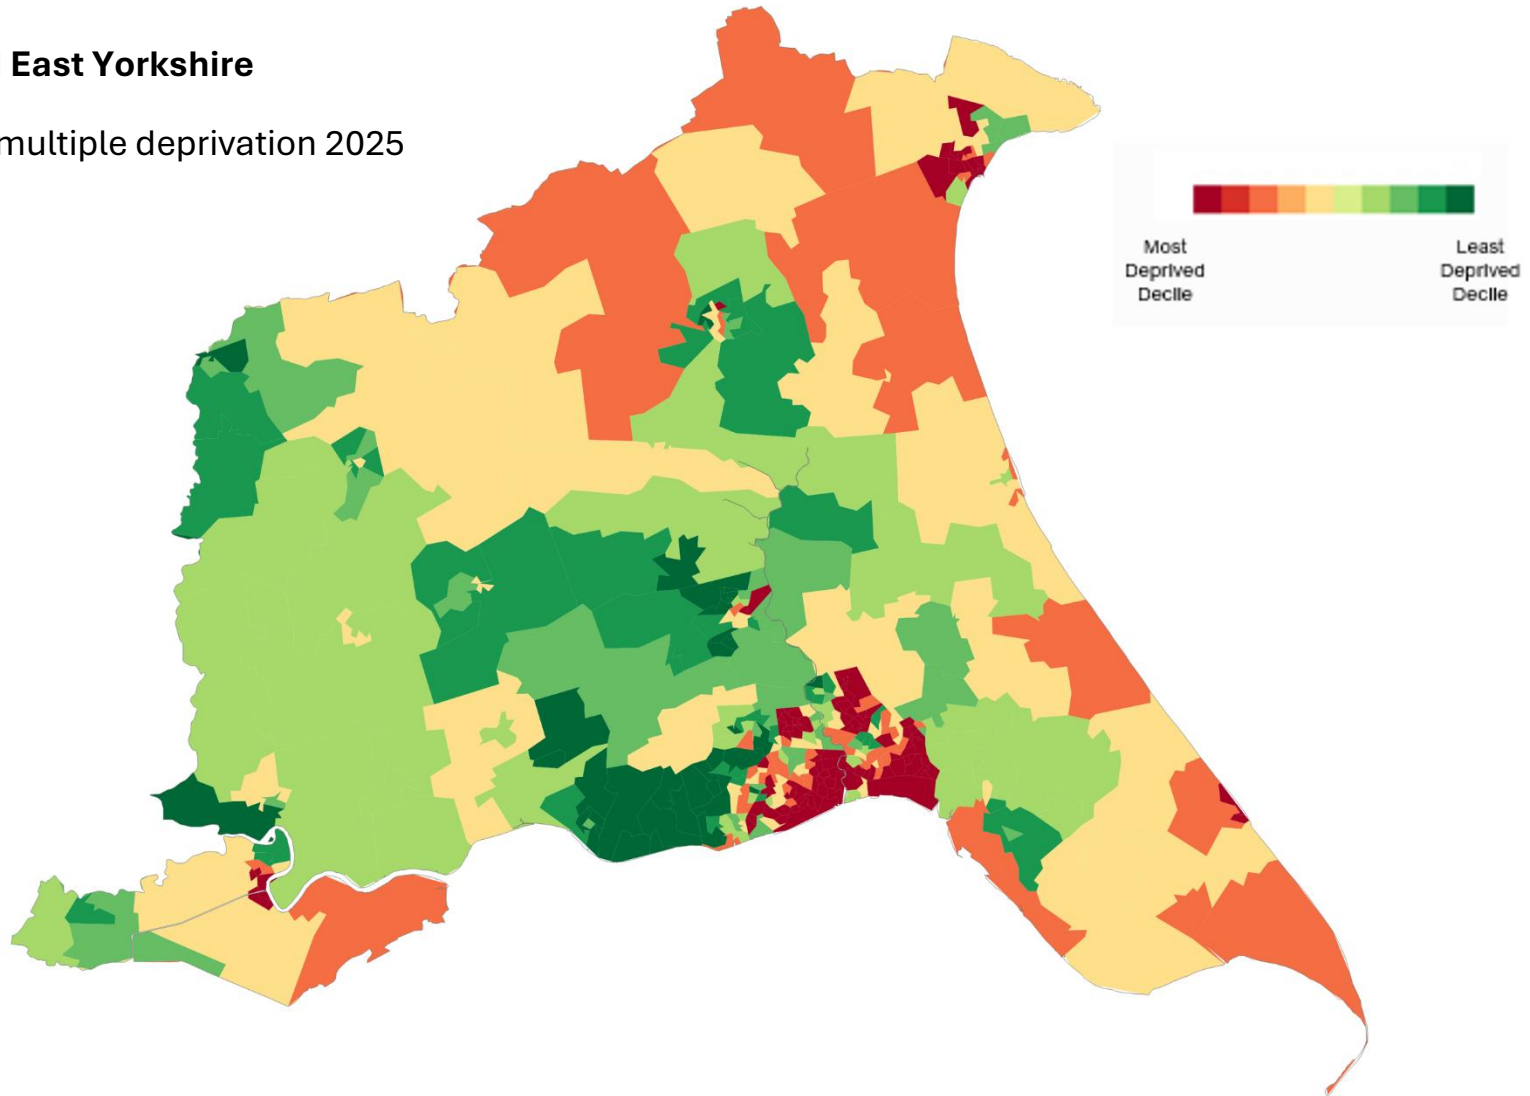 East Yorkshire
multiple deprivation 2025
Most
Deprived
Decile
Least
Deprived
Decile